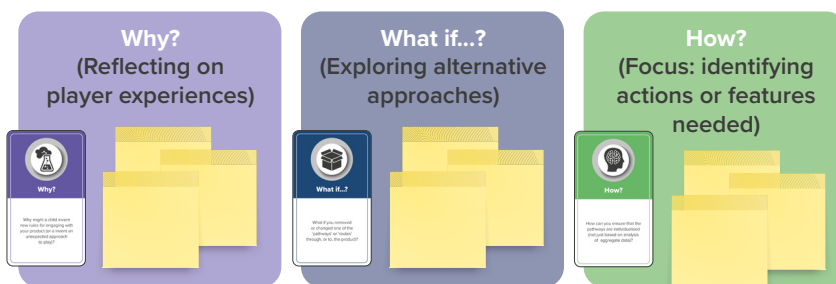 Why?
(Reflecting on
player experiences)
Why?
Why might a child invent
new rules for engaging with
your product (or a invent an
unexpected approach
to play)?
What if...?
(Exploring alternative
approaches)
What if...?
What if you removed
or changed one of the
'pathways' or 'routes'
through, or to, the product?
How?
(Focus: identifying
actions or features
needed)
How?
How can you ensure that the
pathways are individualised
(not just based on analysis
of aggregate data)?